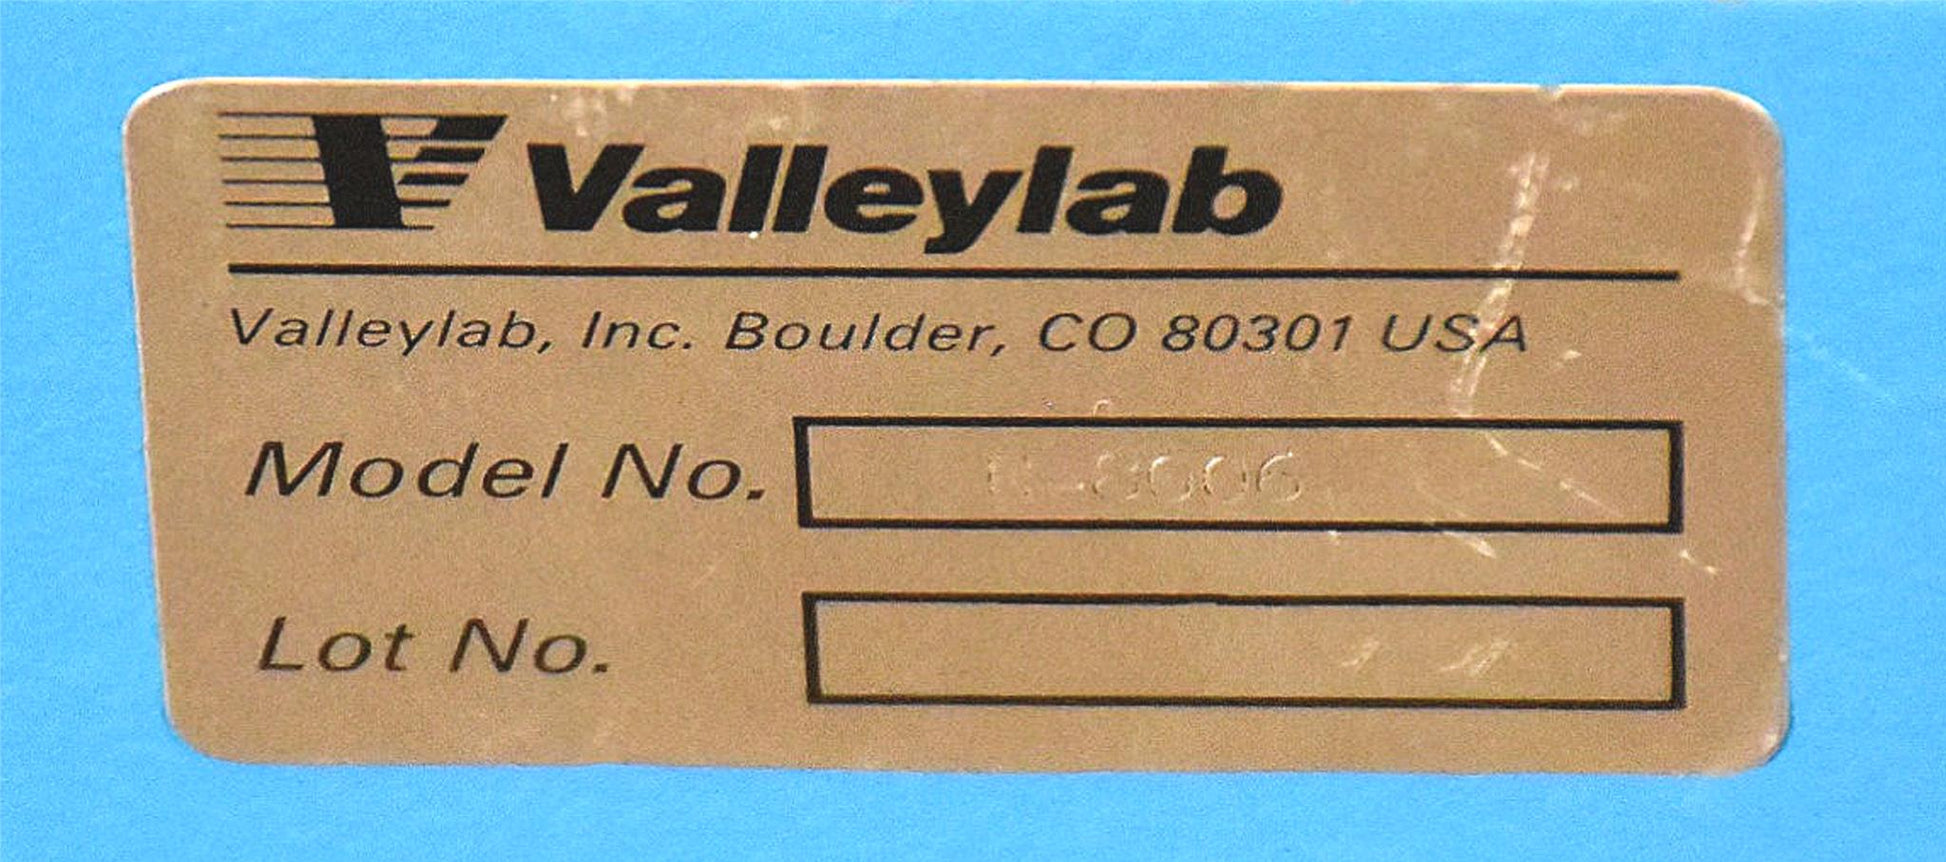 Valleylab
Valleylab, Inc. Boulder, CO 80301 USA
Model No.
Lot No.